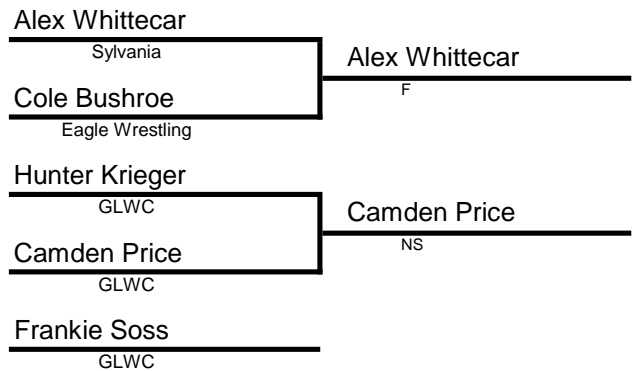 Alex Whittecar
Sylvania
Alex Whittecar
F
Cole Bushroe
Eagle Wrestling
Hunter Krieger
GLWC
Camden Price
NS
Camden Price
GLWC
Frankie Soss
GLWC